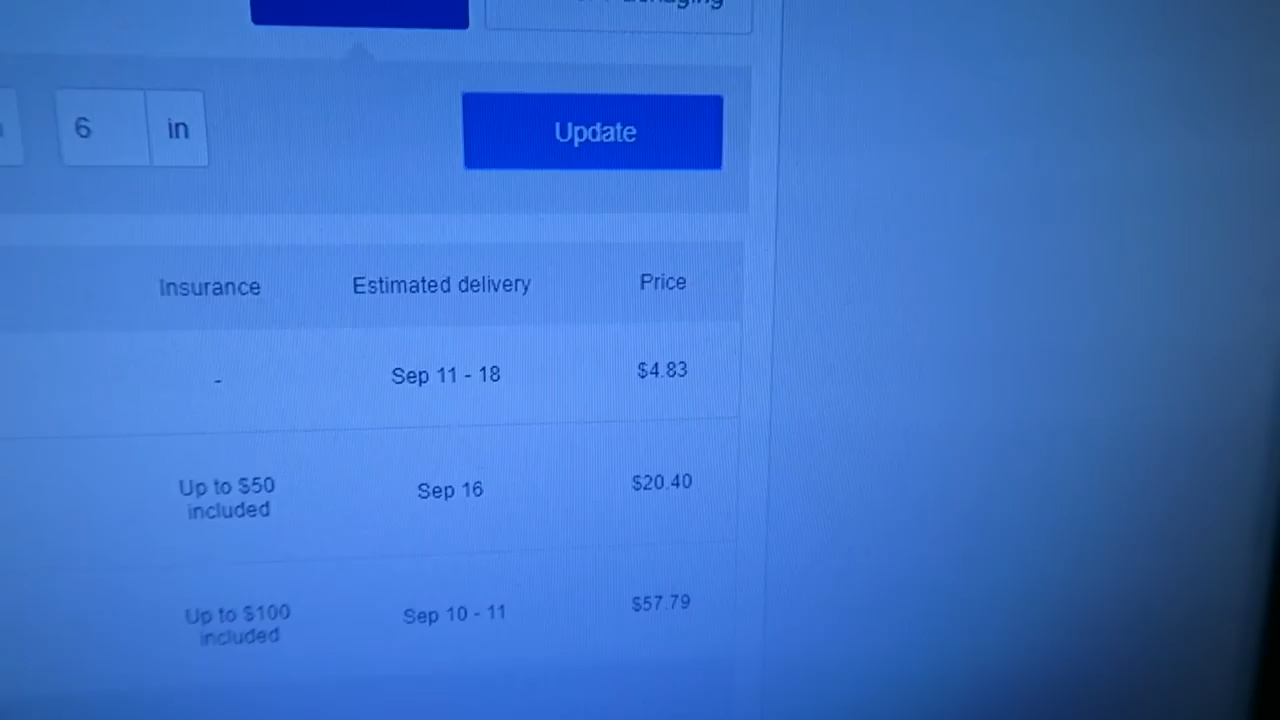 6 in
Update
Insurance Estimated delivery Price
- Sep 11 - 18 $4.83
Up to $50
included
Sep 16 $20.40
Up to $100
included
Sep 10 - 11 $57.79